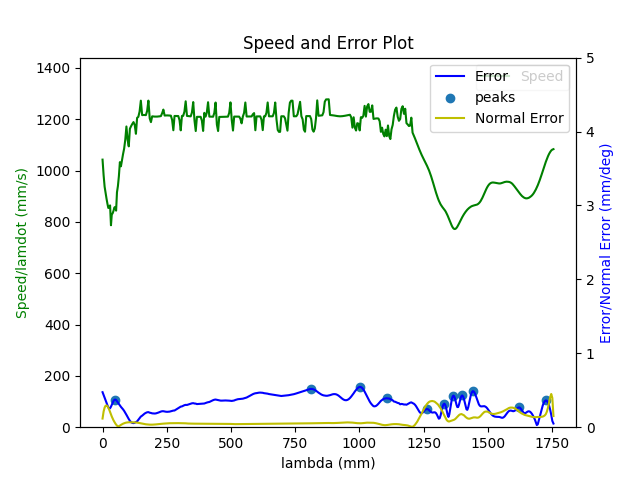 Speed and Error Plot
Speed/lamdot (mm/s)
1400
1200
1000
800
600
400
200
0
Error
Speed
peaks
Normal Error
5
4
3
2
1
0
Error/Normal Error (mm/deg)
0
250
500
750
1000
1250
1500
1750
lambda (mm)